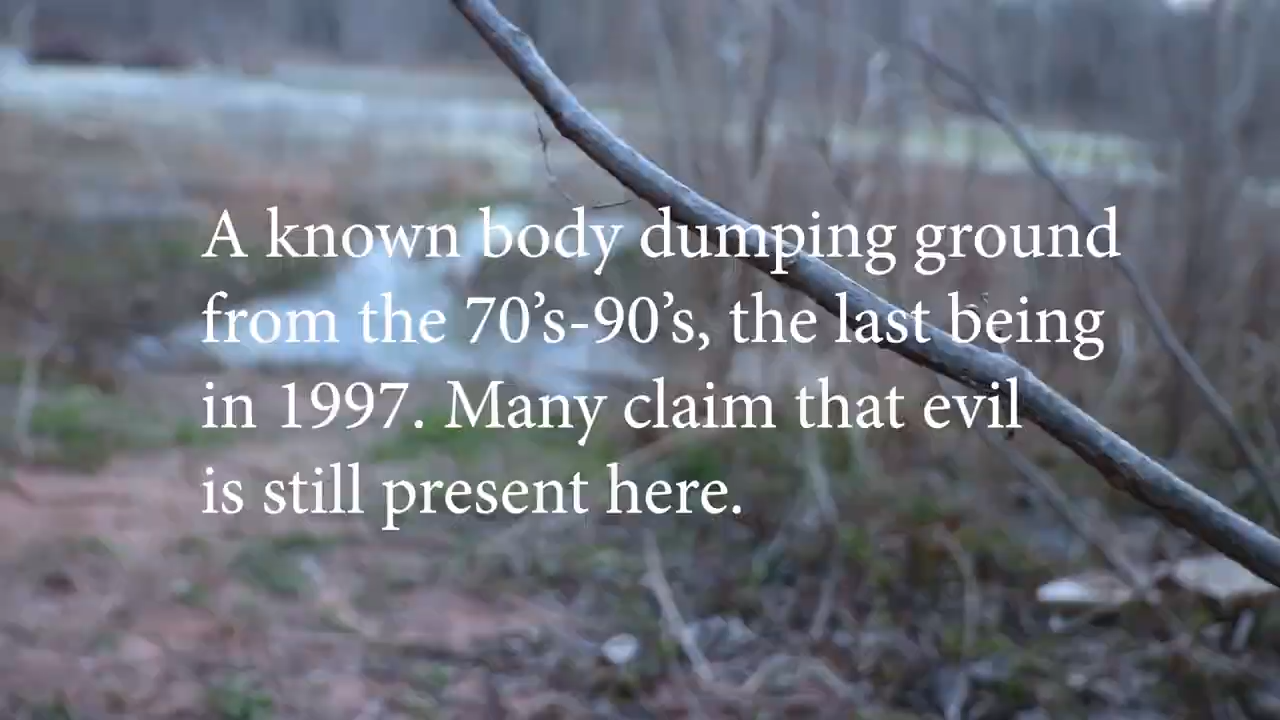 A known body dumping ground
from the 70’s-90’s, the last being
in 1997. Many claim that evil
is still present here.